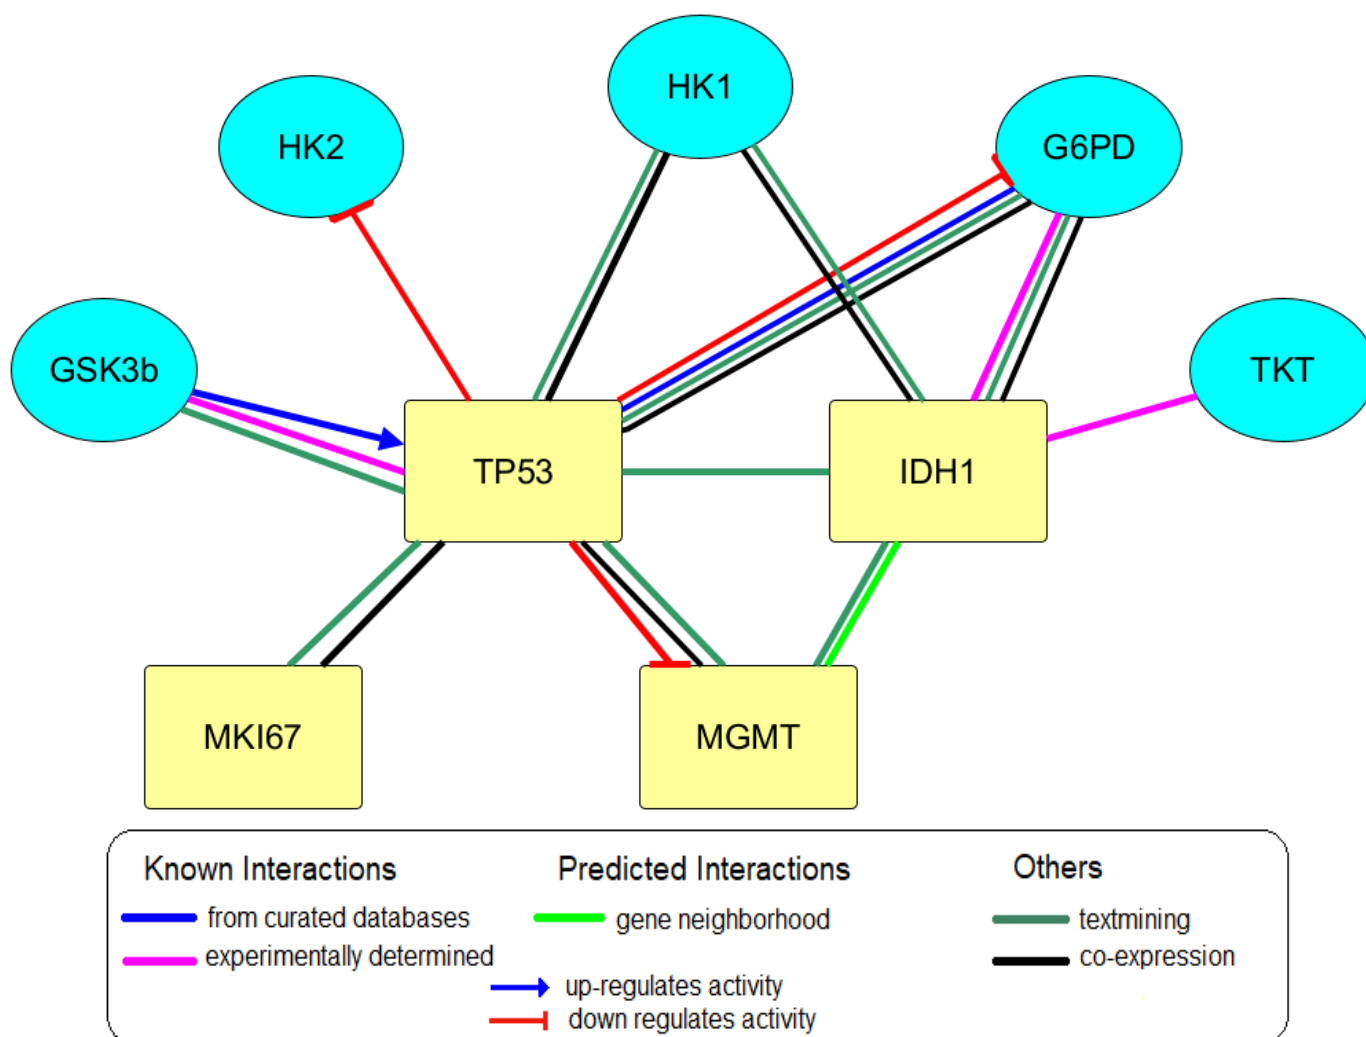 HK1
HK2
G6PD
GSK3b
TKT
TP53
IDH1
MKI67
MGMT
Known Interactions
Predicted Interactions
Others
from curated databases
gene neighborhood
textmining
experimentally determined
co-expression
up-regulates activity
down regulates activity